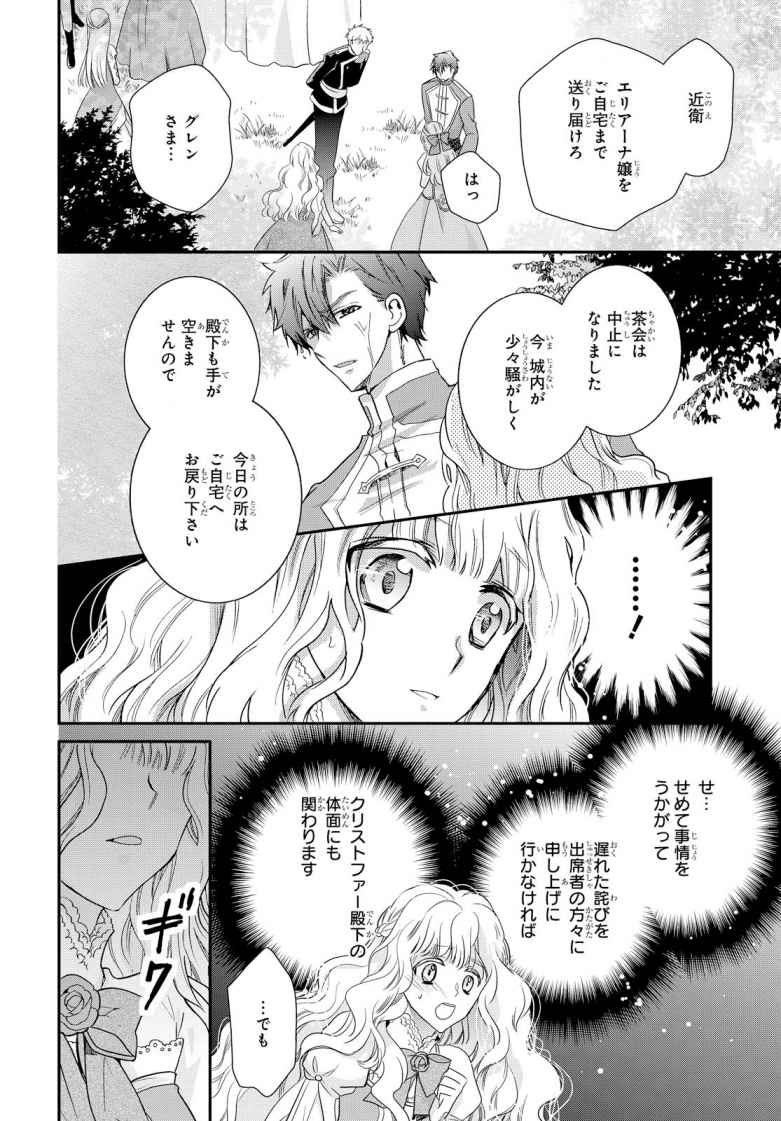 近衛
エリアーナ嬢を
ご自宅まで
送り届けろ
はっ
グレン
さま…
茶会は
中止に
なりました
今 城内が
少々騒がしく
殿下も手が
空きま
せんので
今日の所は
ご自宅へ
お戻り下さい
……！
せ…
せめて事情を
うかがって
遅れた詫びを
出席者の方々に
申し上げに
行かなければ
クリストファー殿下の
体面にも
関わります
…でも
ギク